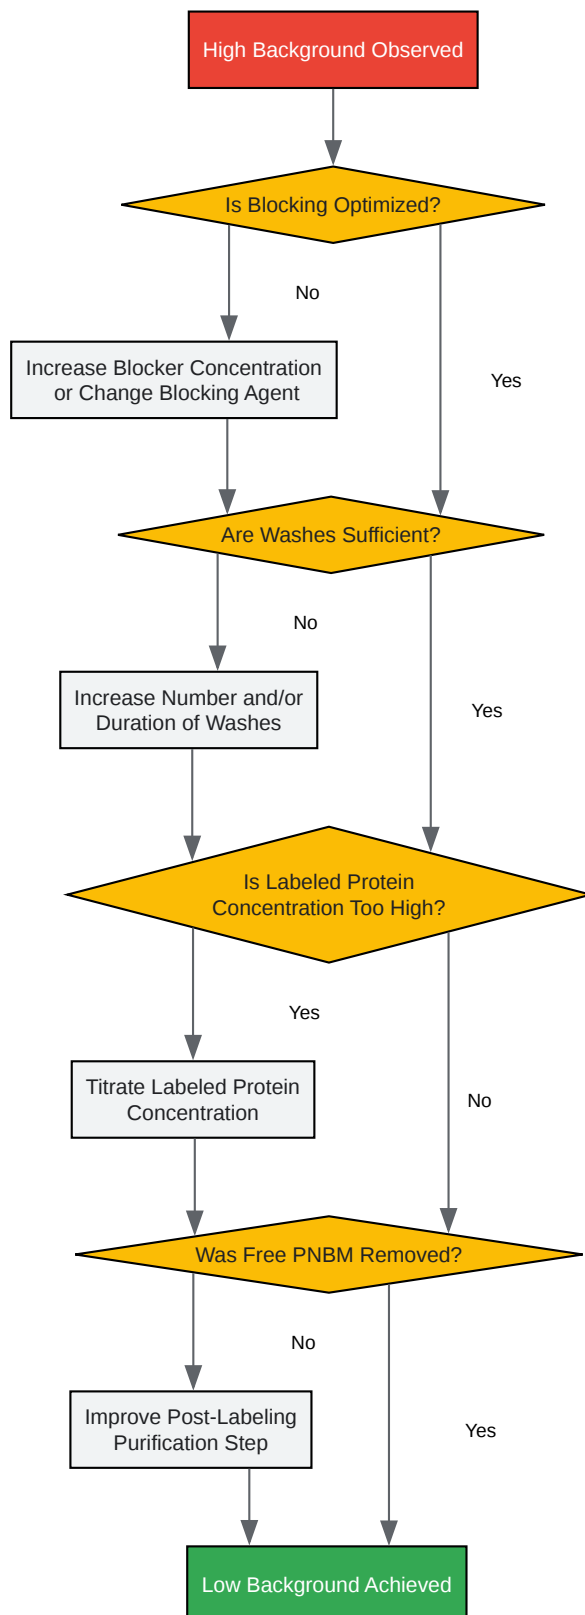 High Background Observed
Is Blocking Optimized?
No
Increase Blocker Concentration
or Change Blocking Agent
Yes
Are Washes Sufficient?
No
Increase Number and/or
Duration of Washes
Yes
Is Labeled Protein
Concentration Too High?
Yes
Titrate Labeled Protein
Concentration
No
Was Free PNBM Removed?
No
Improve Post-Labeling
Purification Step
Yes
Low Background Achieved